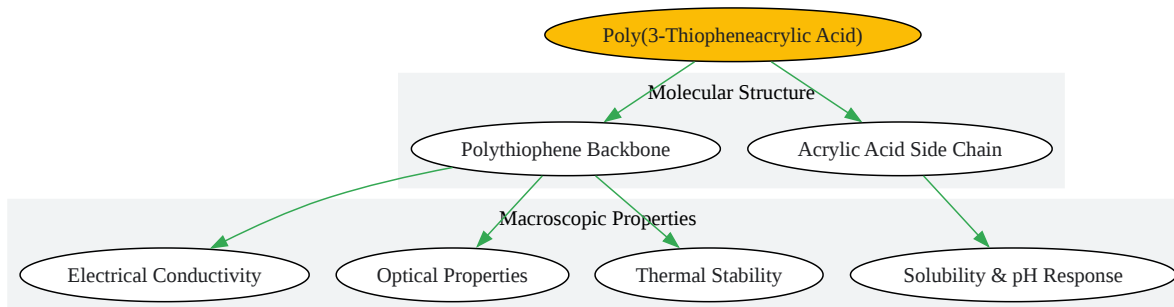 Poly(3-Thiopheneacrylic Acid)
Molecular Structure
Polythiophene Backbone
Acrylic Acid Side Chain
Macroscopic Properties
Electrical Conductivity
Optical Properties
Thermal Stability
Solubility & pH Response